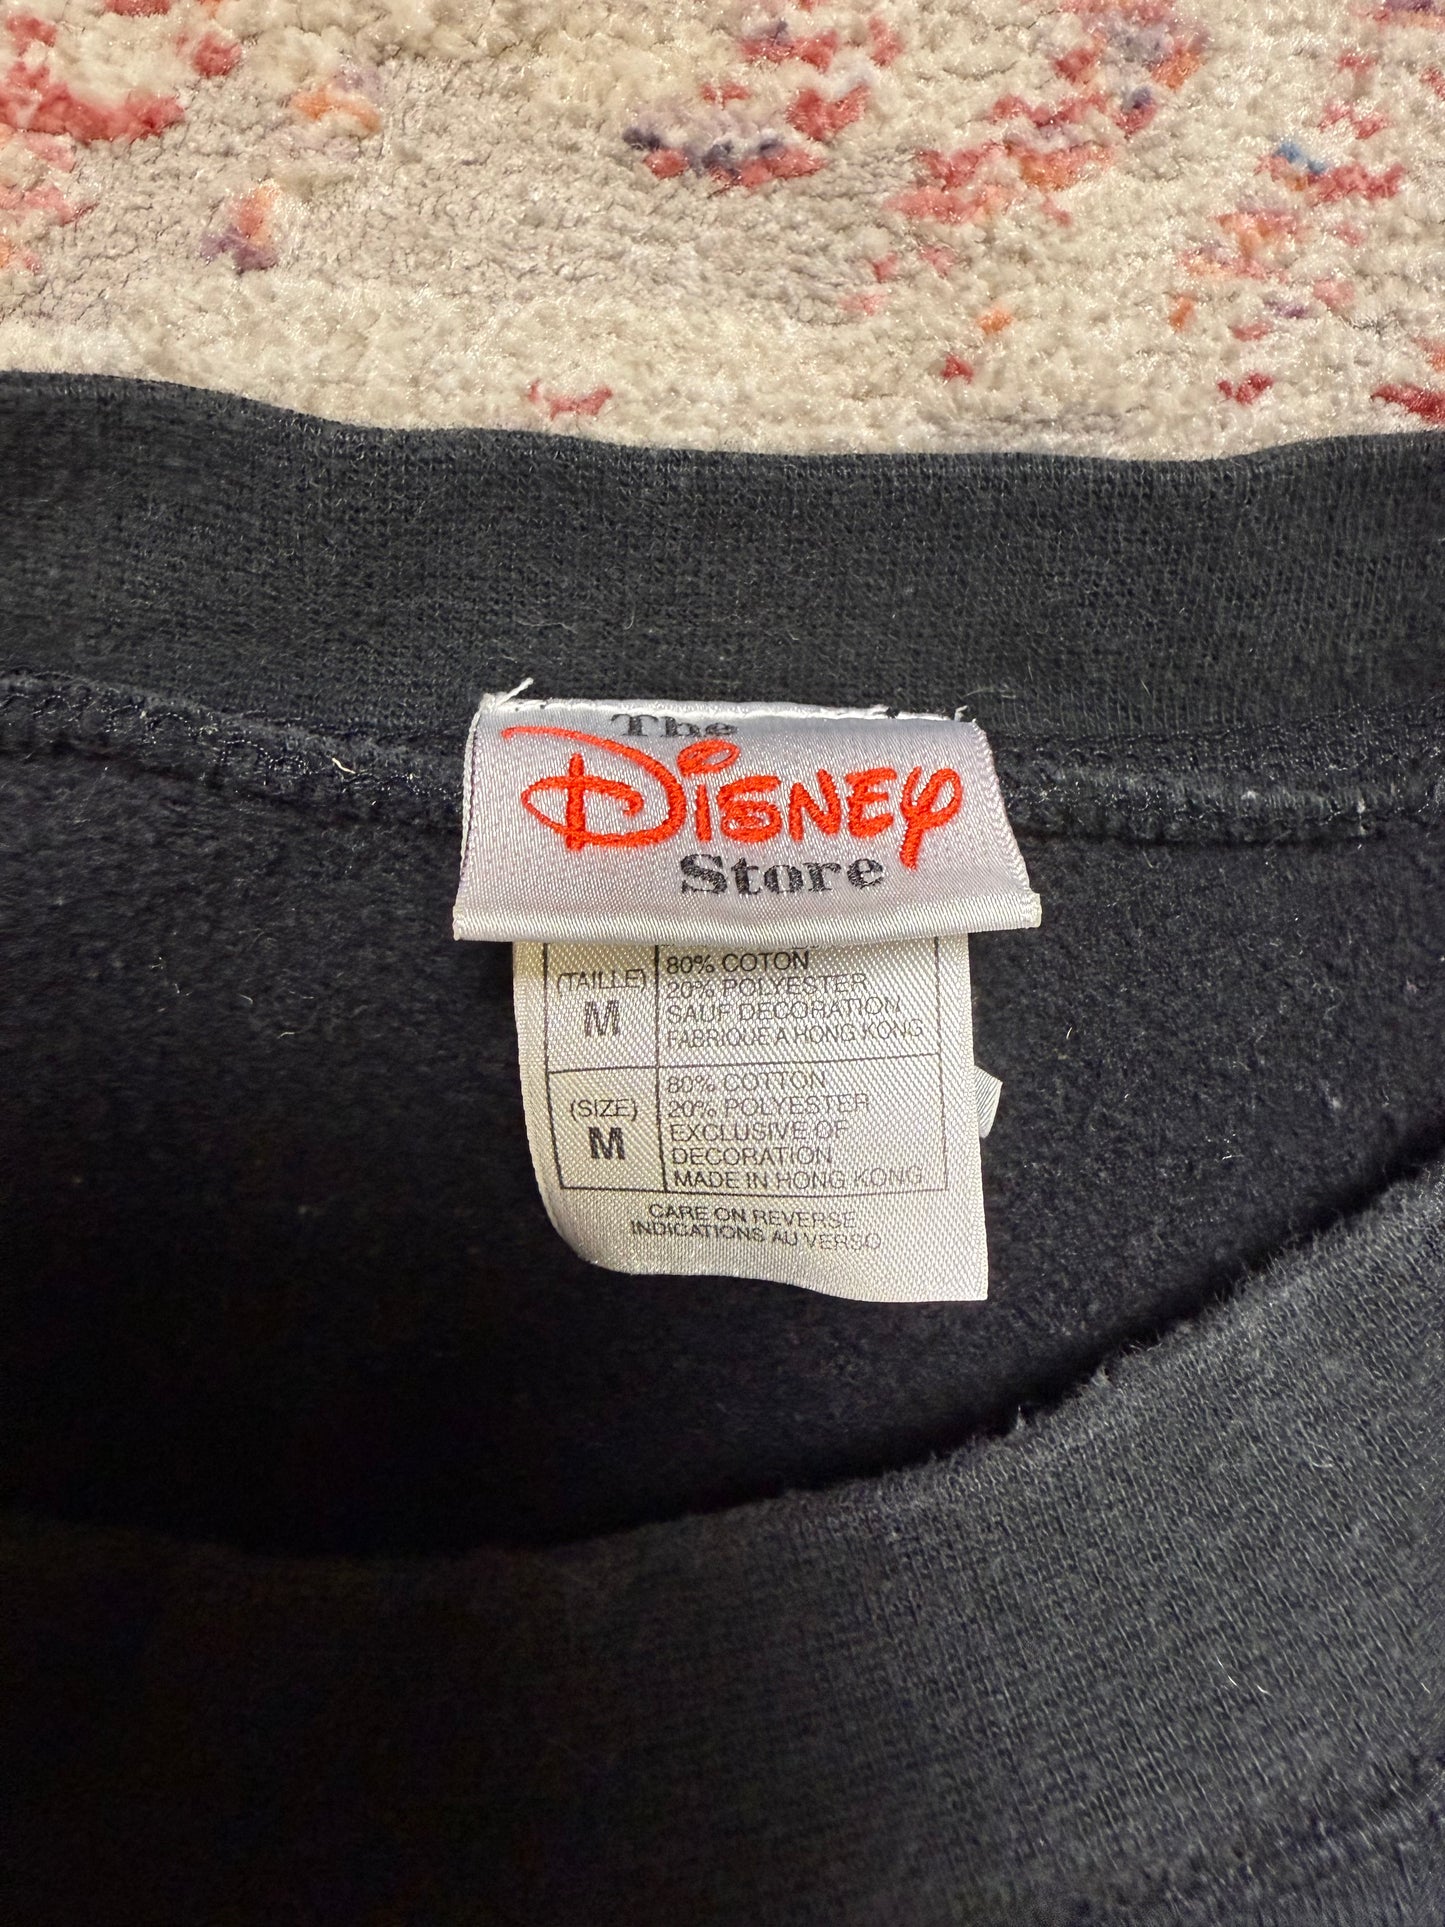 The
Disney
Store
(TAILLE)
M
80% COTON
20% POLYESTER
SAUF DECORATION
FABRIQUE A HONG KONG
(SIZE)
M
80% COTTON
20% POLYESTER
EXCLUSIVE OF
DECORATION
MADE IN HONG KONG
CARE ON REVERSE
INDICATIONS AU VERSO